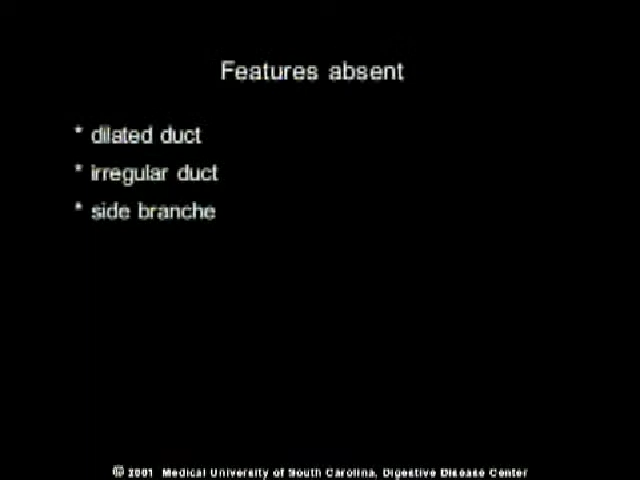 Features absent
* dilated duct
* irregular duct
* side branche
© 2001 Medical University of South Carolina, Digestive Disease Center